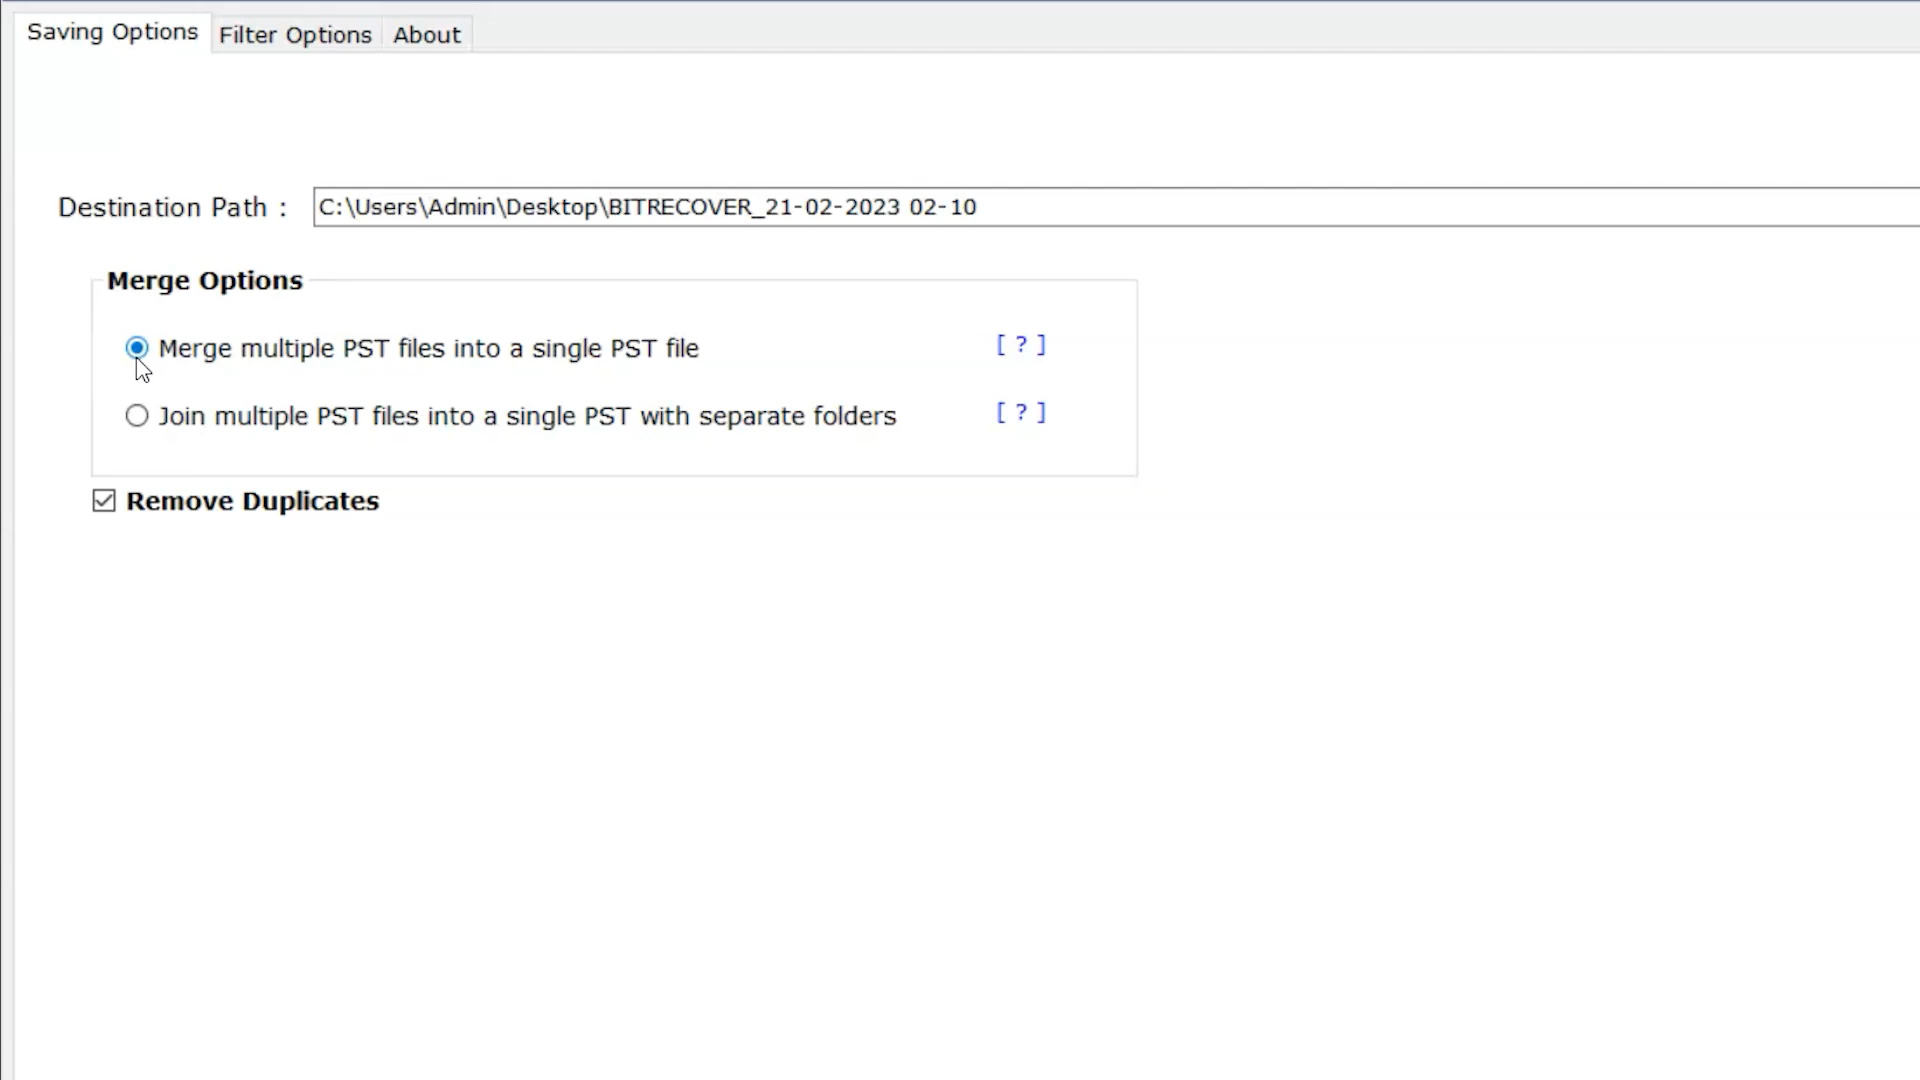 Saving Options Filter Options About
Destination Path : C:\Users\Admin\Desktop\BITRECOVER_21-02-2023 02-10
Merge Options
Merge multiple PST files into a single PST file [ ? ]
Join multiple PST files into a single PST with separate folders [ ? ]
Remove Duplicates